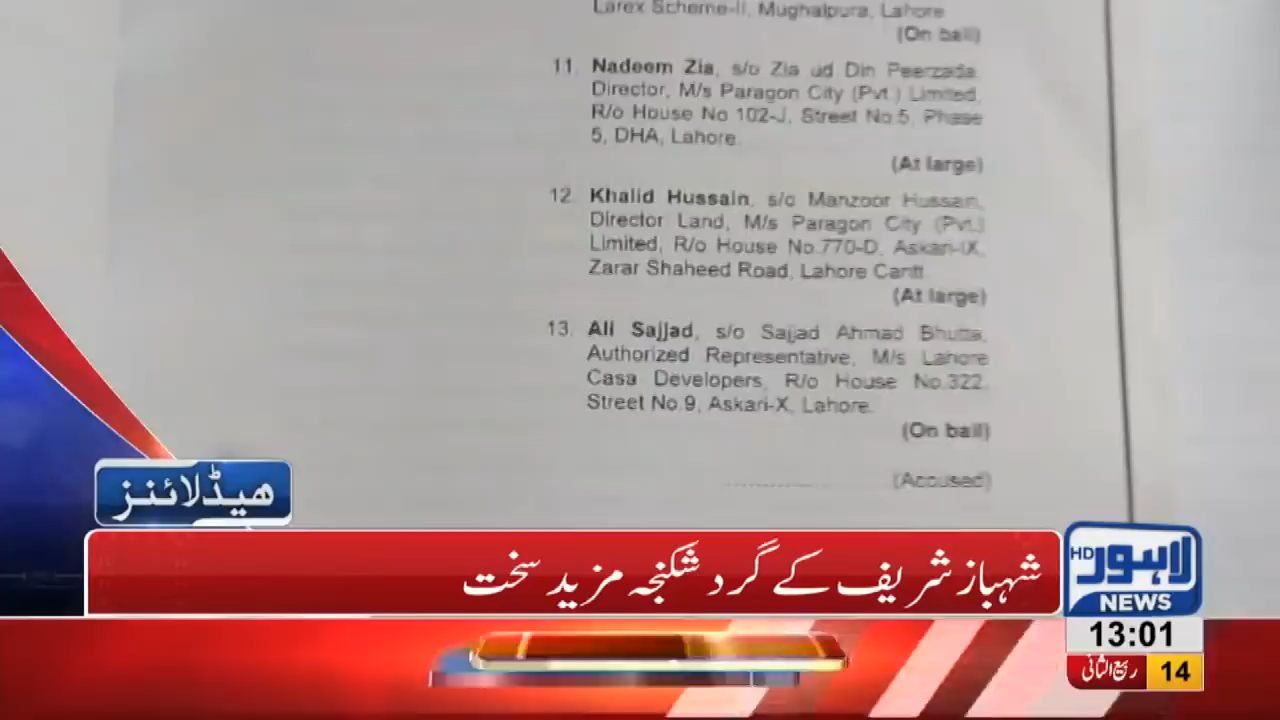 Larex Scheme-II, Mughalpura, Lahore
(On bail)
11. Nadeem Zia, s/o Zia ud Din Peerzada,
Director, M/s Paragon City (Pvt.) Limited,
R/o House No 102-J, Street No.5, Phase
5, DHA, Lahore.
(At large)
12. Khalid Hussain, s/o Manzoor Hussain,
Director Land, M/s Paragon City (Pvt.)
Limited, R/o House No.770-D, Askari-IX,
Zarar Shaheed Road, Lahore Cantt.
(At large)
13. Ali Sajjad, s/o Sajjad Ahmad Bhutta,
Authorized Representative, M/s Lahore
Casa Developers, R/o House No.322,
Street No.9, Askari-X, Lahore.
(On bail)
.............. (Accused)
ہیڈلائنز
شہباز شریف کے گرد شکنجہ مزید سخت
لاہور HD
NEWS
13:01
ربیع الثانی 14